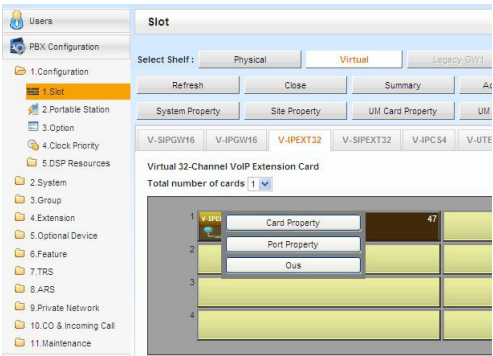 Users
Slot
PBX Configuration
Select Shelf :
Physical
Virtual
Legacy-GW1
1.Configuration
1.Slot
Refresh
Close
Summary
2.Portable Station
System Property
Site Property
UM Card Property
UM
3.Option
4.Clock Priority
V-SIPGW16
V-IPGW16
V-IPEXT32
V-SIPEXT32
V-IPCS4
V-UTE
5.DSP Resources
Virtual 32-Channel VoIP Extension Card
2.System
Total number of cards 1
3.Group
4.Extension
1
V-IPE
Card Property
47
5.Optional Device
Port Property
6.Feature
2
Ous
7.TRS
8.ARS
3
9.Private Network
4
10.CO & Incoming Call
11.Maintenance